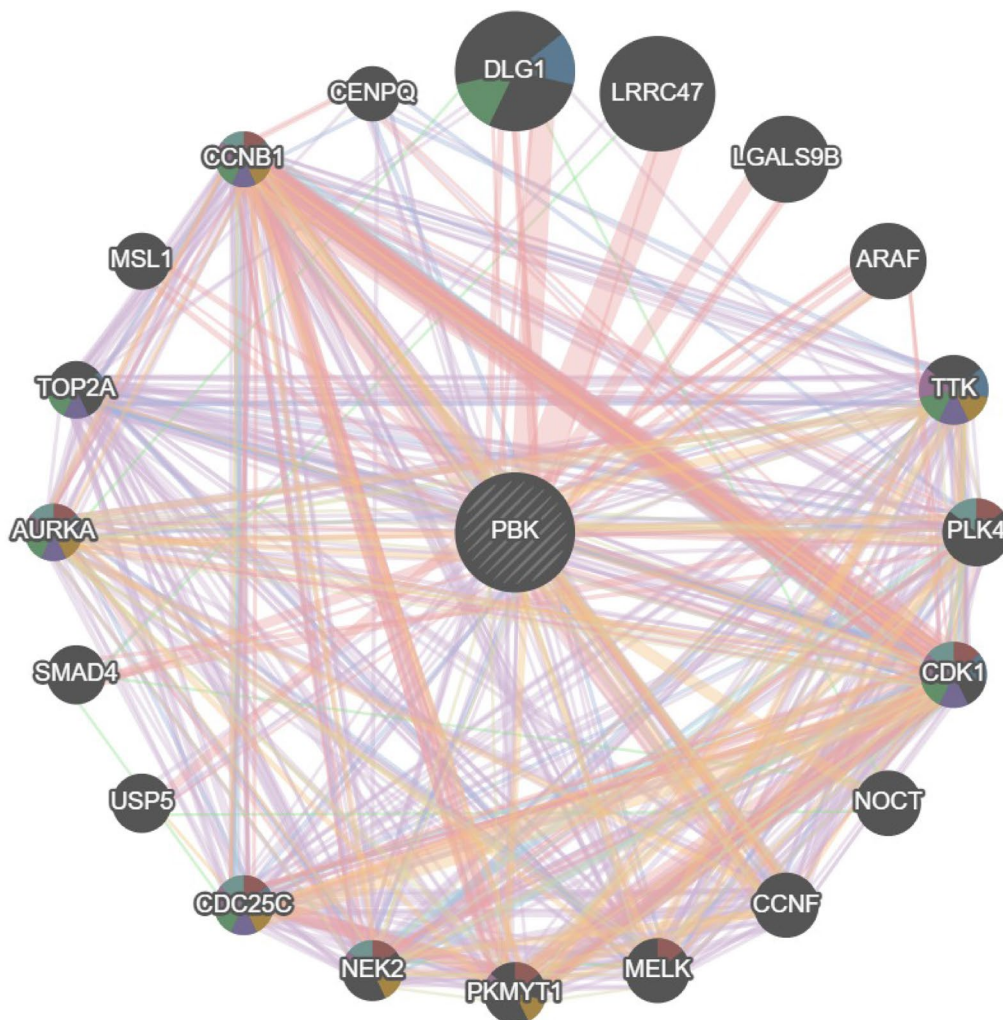 DLG1
LRRC47
CENPQ
CCNB1
LGALS9B
MSL1
ARAF
TOP2A
TTK
AURKA
PBK
PLK4
SMAD4
CDK1
USP5
NOCT
CDC25C
CCNF
NEK2
MELK
PKMYT1